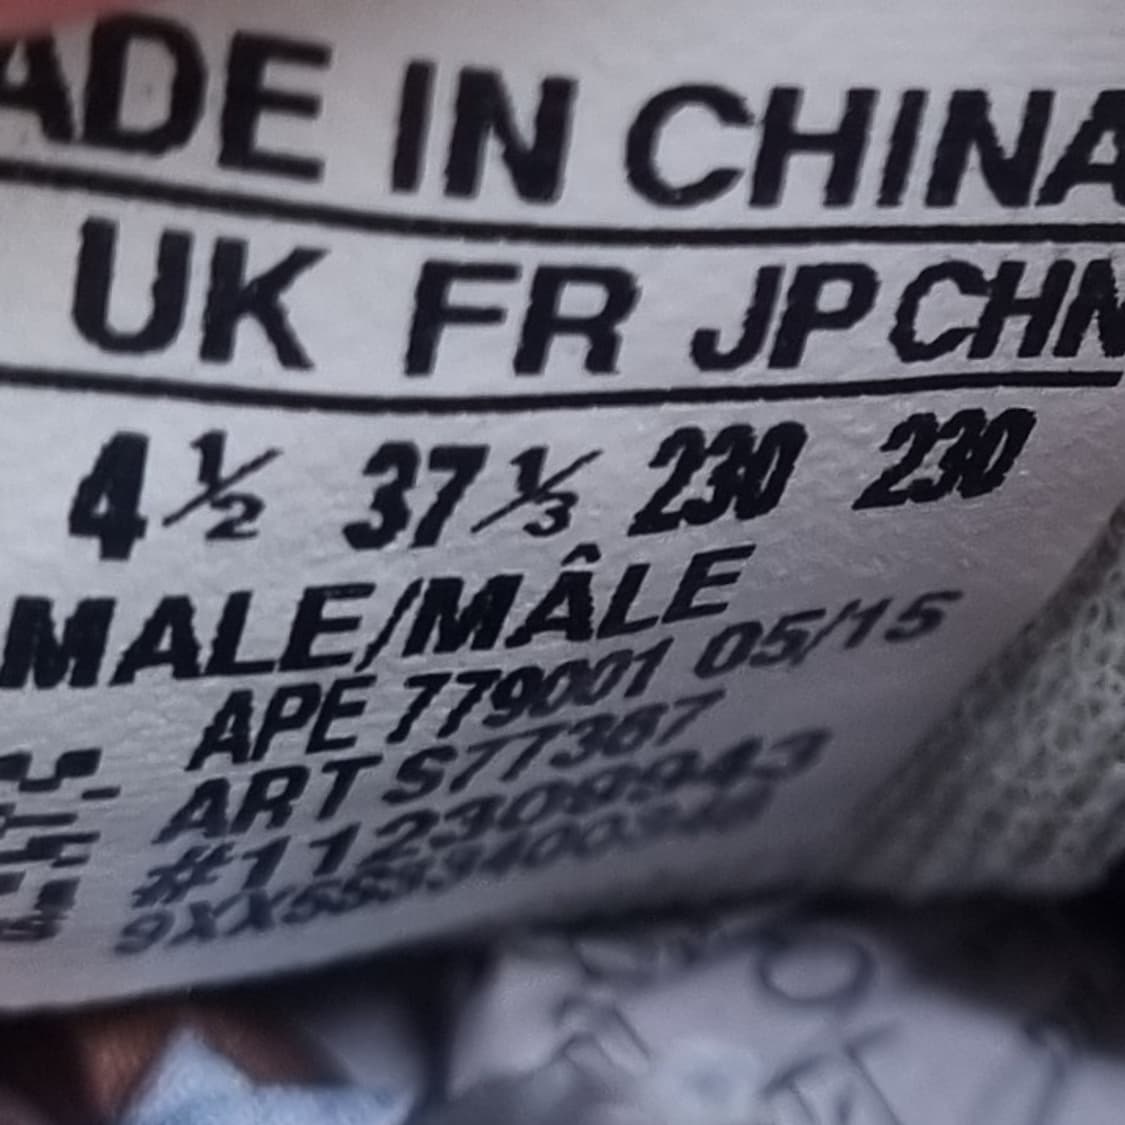 ADE IN CHINA
UK FR JP CHN
4½ 37⅓ 230 230
MALE/MÂLE
APE 779001 05/15
ART S77387